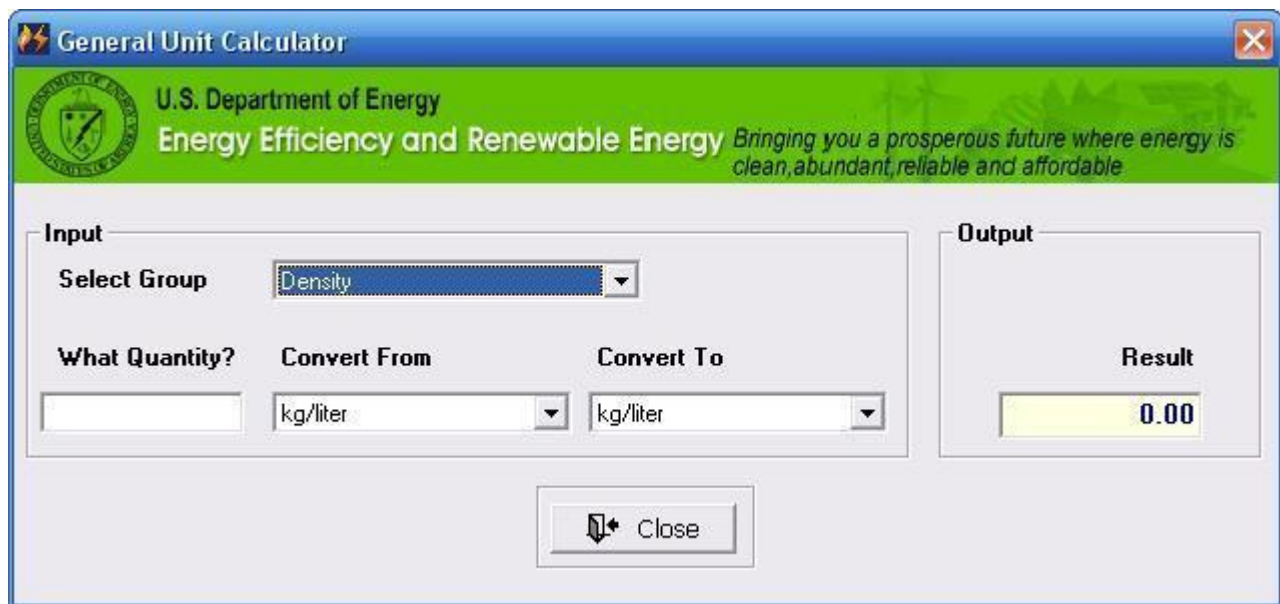 General Unit Calculator
U.S. Department of Energy
Energy Efficiency and Renewable Energy
Bringing you a prosperous future where energy is
clean,abundant,reliable and affordable
Input
Select Group
Density
What Quantity?
Convert From
Convert To
kg/liter
kg/liter
Output
Result
0.00
Close